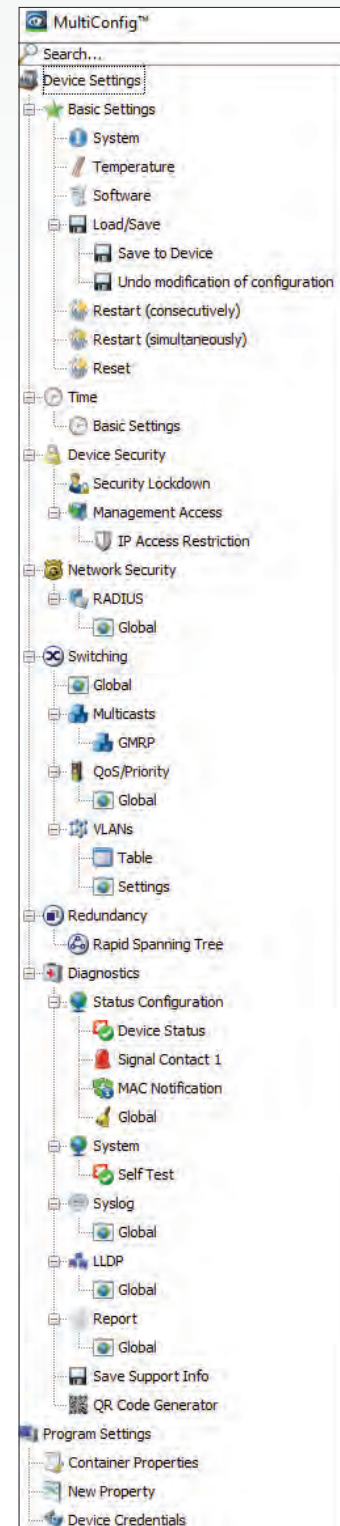 MultiConfig™
Search...
Device Settings
Basic Settings
System
Temperature
Software
Load/Save
Save to Device
Undo modification of configuration
Restart (consecutively)
Restart (simultaneously)
Reset
Time
Basic Settings
Device Security
Security Lockdown
Management Access
IP Access Restriction
Network Security
RADIUS
Global
Switching
Global
Multicasts
GMRP
QoS/Priority
Global
VLANs
Table
Settings
Redundancy
Rapid Spanning Tree
Diagnostics
Status Configuration
Device Status
Signal Contact 1
MAC Notification
Global
System
Self Test
Syslog
Global
LLDP
Global
Report
Global
Save Support Info
QR Code Generator
Program Settings
Container Properties
New Property
Device Credentials